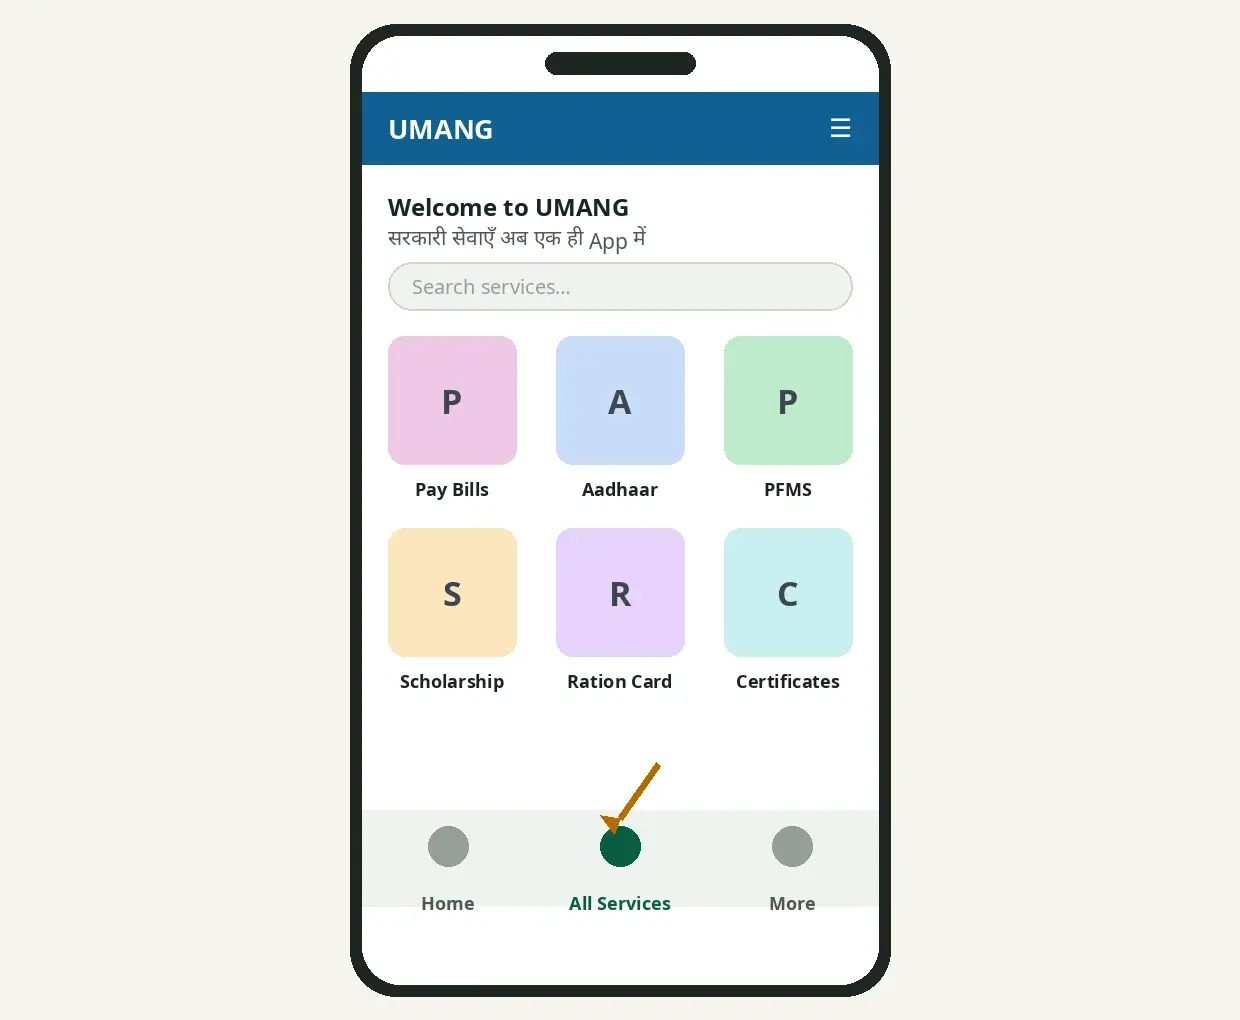 UMANG ☰
Welcome to UMANG
सरकारी सेवाएँ अब एक ही App में
Search services...
P A P
Pay Bills Aadhaar PFMS
S R C
Scholarship Ration Card Certificates
Home All Services More